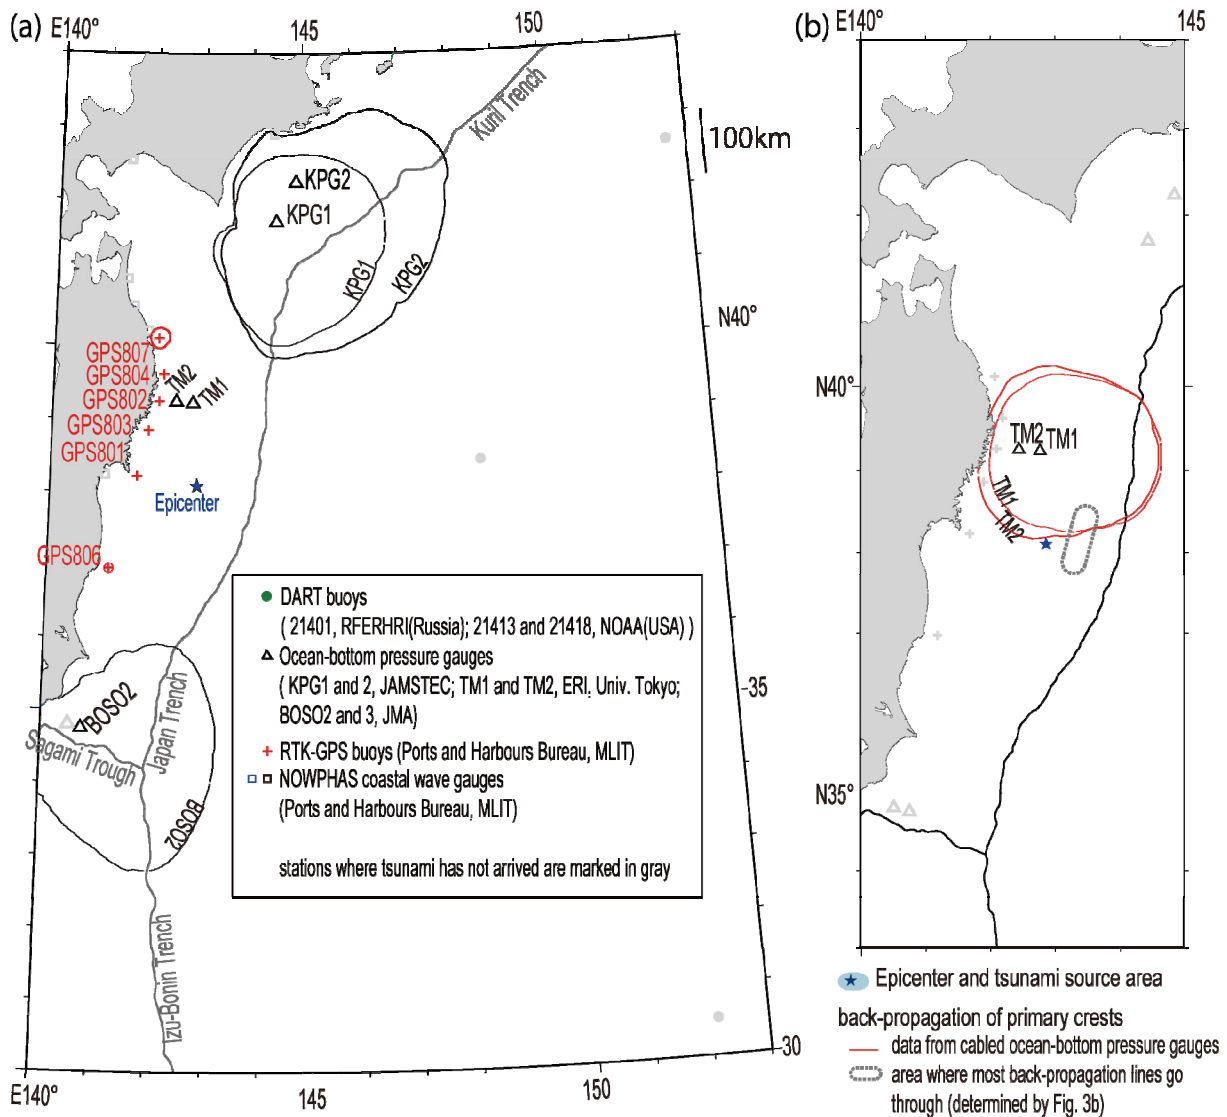 (a)
E140°
145
150
Kuril Trench
100km
KPG2
KPG1
KPG1
KPG2
N40°
GPS807
GPS804
GPS802
GPS803
GPS801
TM2
TM1
Epicenter
GPS806
DART buoys
( 21401, RFERHRI(Russia); 21413 and 21418, NOAA(USA) )
Ocean-bottom pressure gauges
( KPG1 and 2, JAMSTEC; TM1 and TM2, ERI. Univ. Tokyo;
BOSO2 and 3, JMA)
RTK-GPS buoys (Ports and Harbours Bureau, MLIT)
NOWPHAS coastal wave gauges
(Ports and Harbours Bureau, MLIT)
stations where tsunami has not arrived are marked in gray
35
BOSO2
Japan Trench
Sagami Trough
BOSO2
Izu-Bonin Trench
30
E140°
145
150
(b)
E140°
145
N40°
TM2
TM1
TM1
TM2
N35°
Epicenter and tsunami source area
back-propagation of primary crests
data from cabled ocean-bottom pressure gauges
area where most back-propagation lines go
through (determined by Fig. 3b)